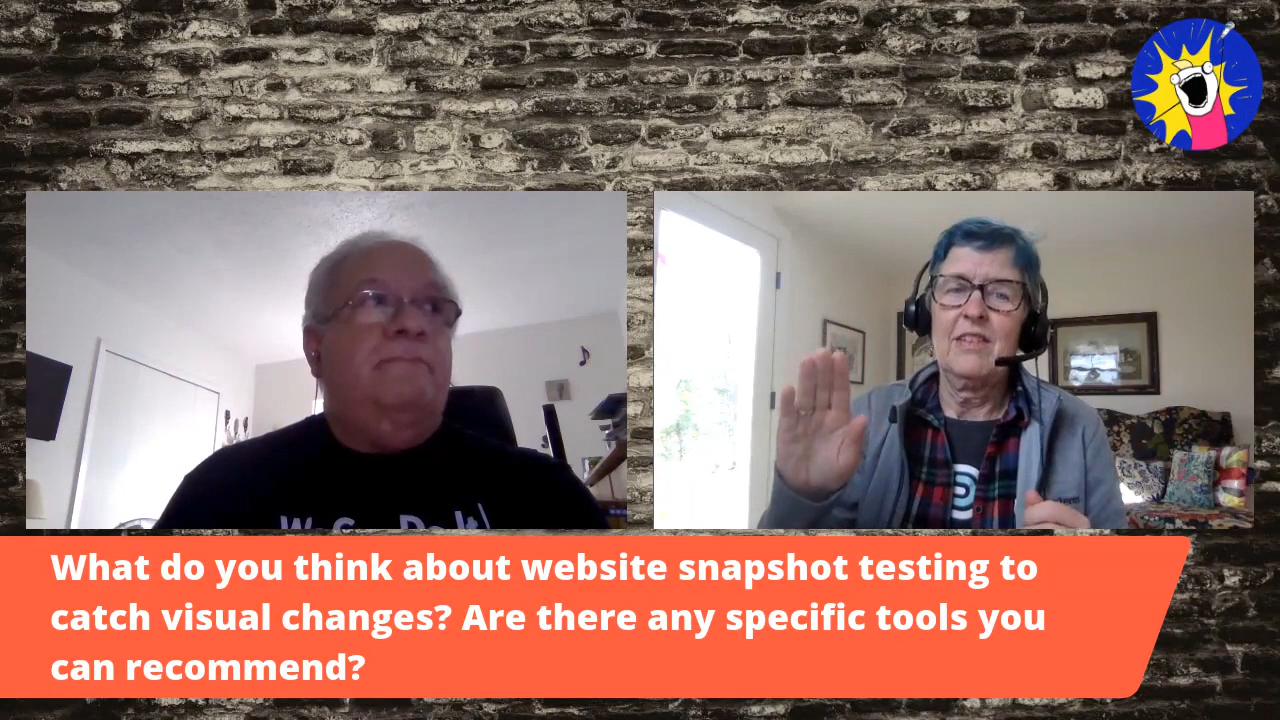 What do you think about website snapshot testing to
catch visual changes? Are there any specific tools you
can recommend?